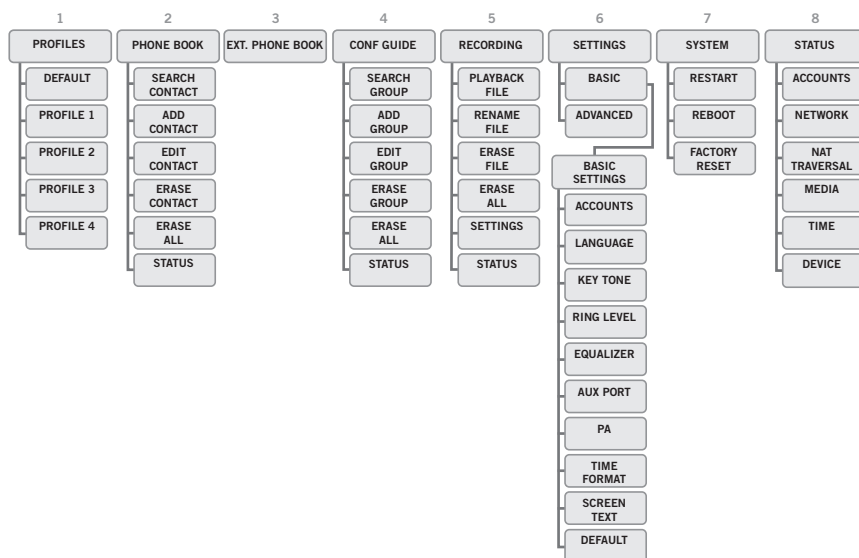 1
2
3
4
5
6
7
8
PROFILES
PHONE BOOK
EXT. PHONE BOOK
CONF GUIDE
RECORDING
SETTINGS
SYSTEM
STATUS
DEFAULT
PROFILE 1
PROFILE 2
PROFILE 3
PROFILE 4
SEARCH
CONTACT
ADD
CONTACT
EDIT
CONTACT
ERASE
CONTACT
ERASE
ALL
STATUS
SEARCH
GROUP
ADD
GROUP
EDIT
GROUP
ERASE
GROUP
ERASE
ALL
STATUS
PLAYBACK
FILE
RENAME
FILE
ERASE
FILE
ERASE
ALL
SETTINGS
STATUS
BASIC
ADVANCED
BASIC
SETTINGS
ACCOUNTS
LANGUAGE
KEY TONE
RING LEVEL
EQUALIZER
AUX PORT
PA
TIME
FORMAT
SCREEN
TEXT
DEFAULT
RESTART
REBOOT
FACTORY
RESET
ACCOUNTS
NETWORK
NAT
TRAVERSAL
MEDIA
TIME
DEVICE